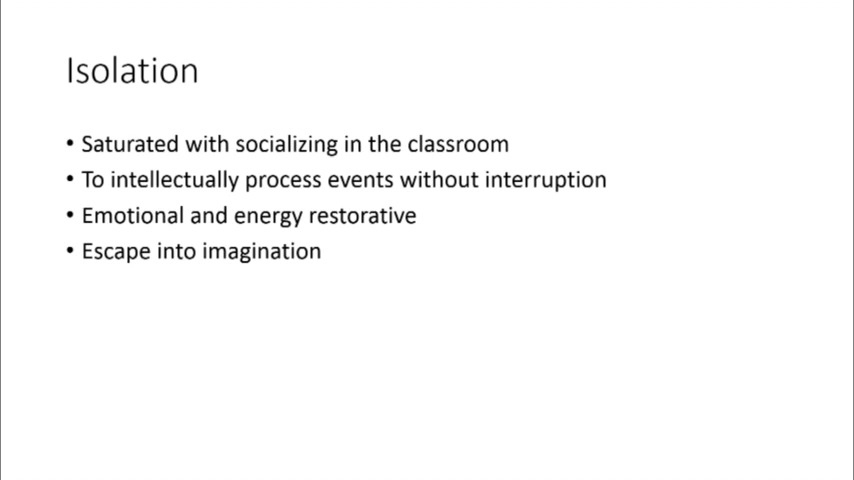 Isolation
• Saturated with socializing in the classroom
• To intellectually process events without interruption
• Emotional and energy restorative
• Escape into imagination